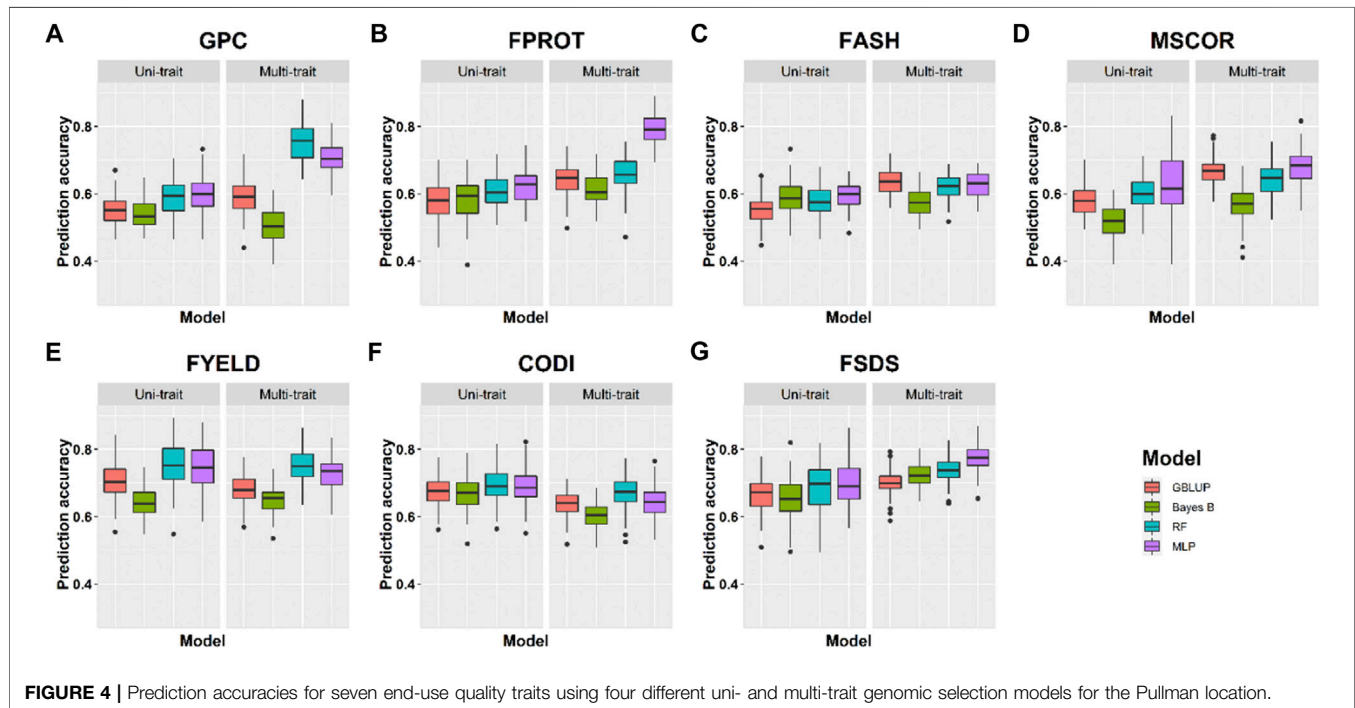 A
GPC
Uni-trait
Multi-trait
Prediction accuracy
0.8
0.6
0.4
Model
B
FPROT
Uni-trait
Multi-trait
Prediction accuracy
0.8
0.6
0.4
Model
C
FASH
Uni-trait
Multi-trait
Prediction accuracy
0.8
0.6
0.4
Model
D
MSCOR
Uni-trait
Multi-trait
Prediction accuracy
0.8
0.6
0.4
Model
E
FYELD
Uni-trait
Multi-trait
Prediction accuracy
0.8
0.6
0.4
Model
F
CODI
Uni-trait
Multi-trait
Prediction accuracy
0.8
0.6
0.4
Model
G
FSDS
Uni-trait
Multi-trait
Prediction accuracy
0.8
0.6
0.4
Model
Model
GBLUP
Bayes B
RF
MLP
FIGURE 4 | Prediction accuracies for seven end-use quality traits using four different uni- and multi-trait genomic selection models for the Pullman location.